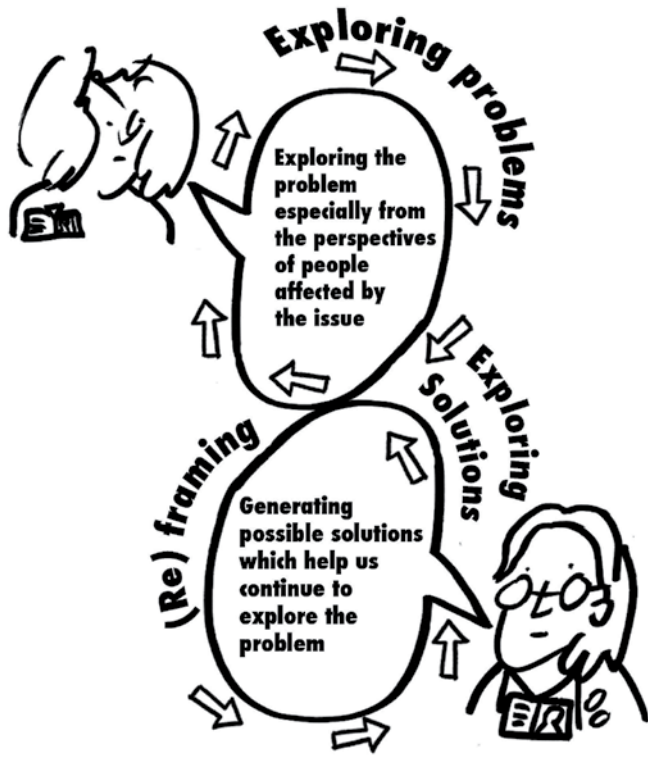 Exploring problems
Exploring the
problem
especially from
the perspectives
of people
affected by
the issue
Exploring
Solutions
(Re) framing
Generating
possible solutions
which help us
continue to
explore the
problem